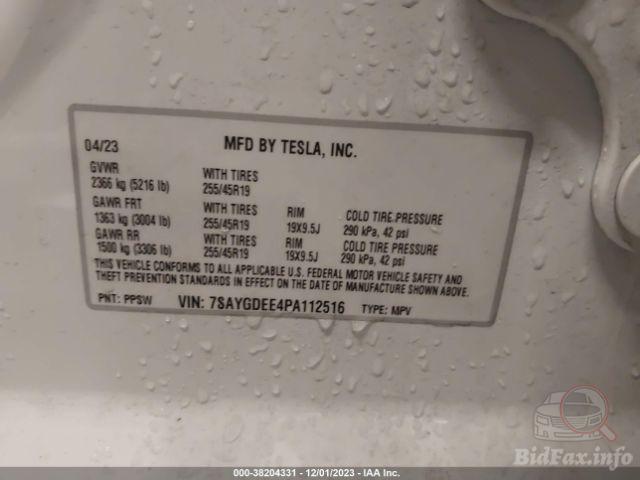 04/23 MFD BY TESLA, INC.
GVWR WITH TIRES
2366 kg (5216 lb) 255/45R19
GAWR FRT WITH TIRES RIM COLD TIRE PRESSURE
1363 kg (3004 lb) 255/45R19 19X9.5J 290 kPa, 42 psi
GAWR RR WITH TIRES RIM COLD TIRE PRESSURE
1500 kg (3306 lb) 255/45R19 19X9.5J 290 kPa, 42 psi
THIS VEHICLE CONFORMS TO ALL APPLICABLE U.S. FEDERAL MOTOR VEHICLE SAFETY AND
THEFT PREVENTION STANDARDS IN EFFECT ON THE DATE OF MANUFACTURE SHOWN ABOVE.
PNT: PPSW VIN: 7SAYGDEE4PA112516 TYPE: MPV
BidFax.info
000-38204331 - 12/01/2023 - IAA Inc.